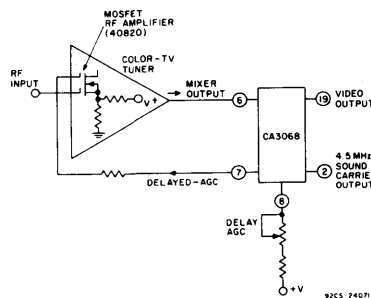 MOSFET
RF AMPLIFIER
(40820)
COLOR-TV
TUNER
RF
INPUT
V+
MIXER
OUTPUT
6
CA3068
19
VIDEO
OUTPUT
4.5 MHz
SOUND
CARRIER
OUTPUT
2
7
DELAYED-AGC
8
DELAY
AGC
+V
92CS-24071